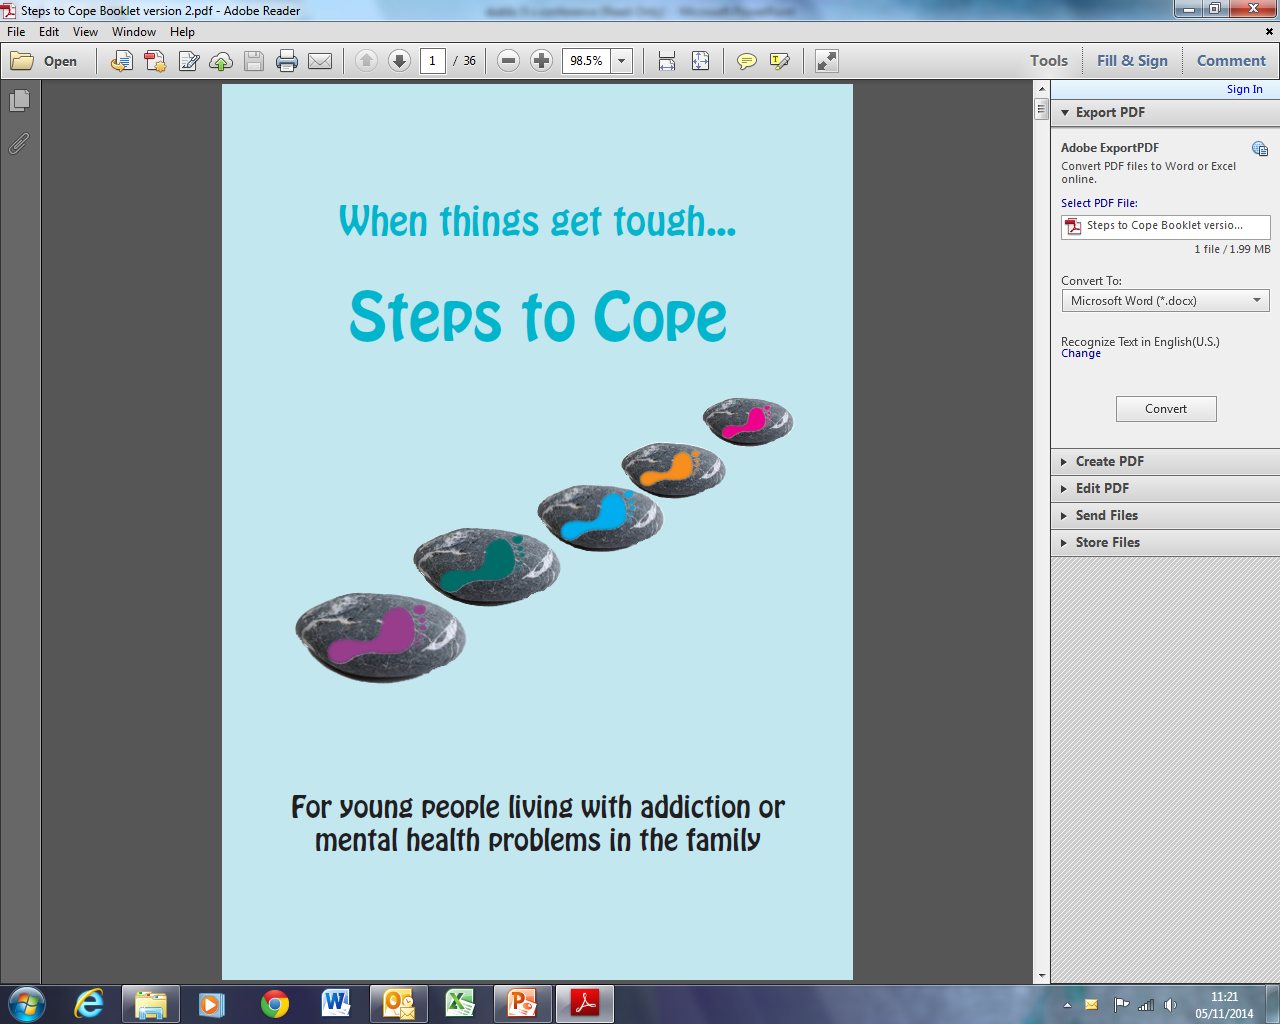 Steps to Cope Booklet version 2.pdf - Adobe Reader
File Edit View Window Help
Open 1 / 36 98.5% Tools Fill & Sign Comment
Sign In
Export PDF
Adobe ExportPDF
Convert PDF files to Word or Excel
online.
Select PDF File:
Steps to Cope Booklet versio...
1 file / 1.99 MB
Convert To:
Microsoft Word (*.docx)
Recognize Text in English(U.S.)
Change
Convert
Create PDF
Edit PDF
Send Files
Store Files
When things get tough...
Steps to Cope
For young people living with addiction or
mental health problems in the family
11:21
05/11/2014